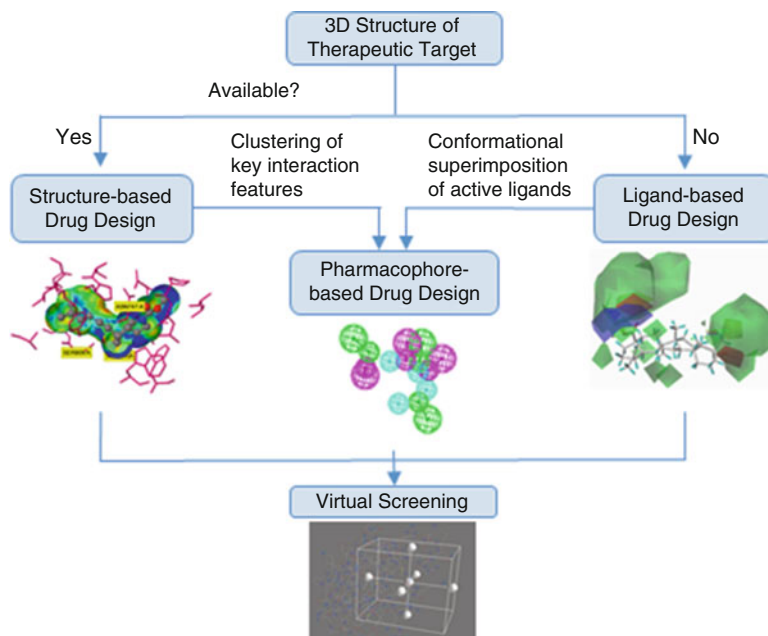 3D Structure of
Therapeutic Target
Available?
Yes
No
Clustering of
key interaction
features
Conformational
superimposition
of active ligands
Structure-based
Drug Design
Ligand-based
Drug Design
Pharmacophore-
based Drug Design
Virtual Screening